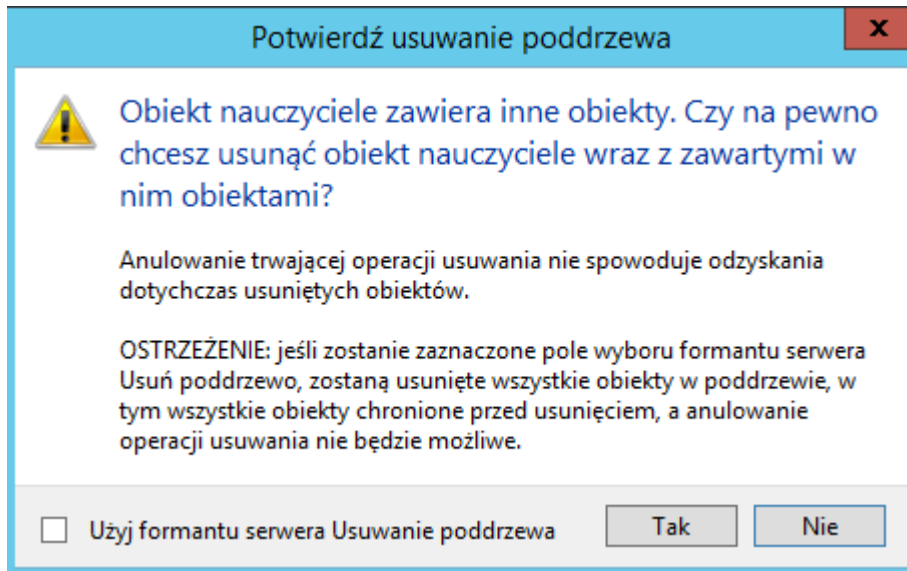 Potwierdź usuwanie poddrzewa
x
Obiekt nauczyciele zawiera inne obiekty. Czy na pewno
chcesz usunąć obiekt nauczyciele wraz z zawartymi w
nim obiektami?
Anulowanie trwającej operacji usuwania nie spowoduje odzyskania
dotychczas usuniętych obiektów.
OSTRZEŻENIE: jeśli zostanie zaznaczone pole wyboru formantu serwera
Usuń poddrzewo, zostaną usunięte wszystkie obiekty w poddrzewie, w
tym wszystkie obiekty chronione przed usunięciem, a anulowanie
operacji usuwania nie będzie możliwe.
Użyj formantu serwera Usuwanie poddrzewa
Tak
Nie